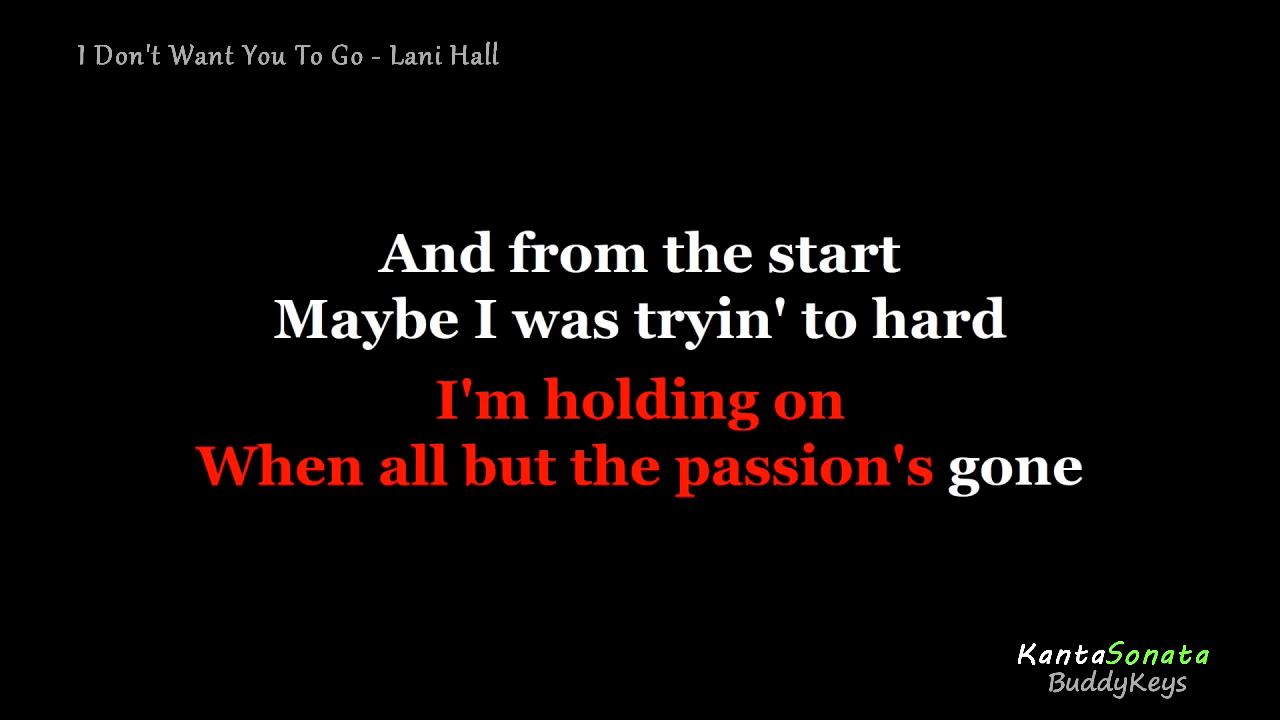 I Don't Want You To Go - Lani Hall
And from the start
Maybe I was tryin' to hard
I'm holding on
When all but the passion's gone
KantaSonata
BuddyKeys